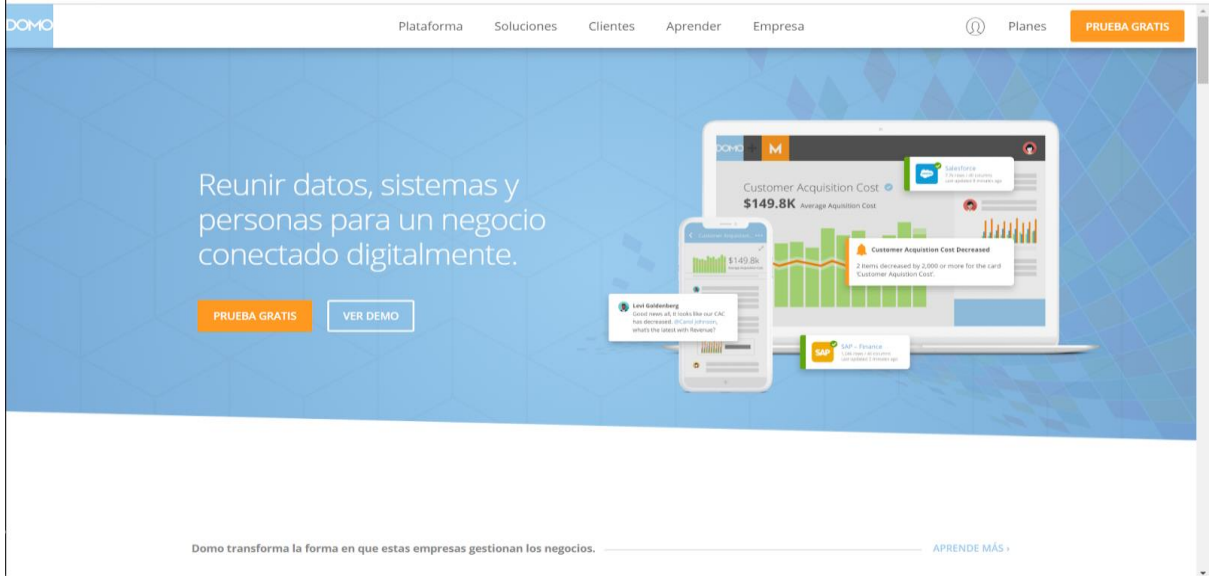 DOMO
Plataforma
Soluciones
Clientes
Aprender
Empresa
Planes
PRUEBA GRATIS
Reunir datos, sistemas y
personas para un negocio
conectado digitalmente.
PRUEBA GRATIS
VER DEMO
DOMO
+
M
Customer Acquisition Cost
$149.8K Average Aquisition Cost
Salesforce
Customer Acquistion Cost Decreased
2 Items decreased by 2,000 or more for the card
'Customer Aquistion Cost'.
Customer Acquisition...
$149.8k
Levi Goldenberg
Good news all, it looks like our CAC
has decreased. @Carol Johnson,
what's the latest with Revenue?
SAP
SAP – Finance
Domo transforma la forma en que estas empresas gestionan los negocios.
APRENDE MÁS ›